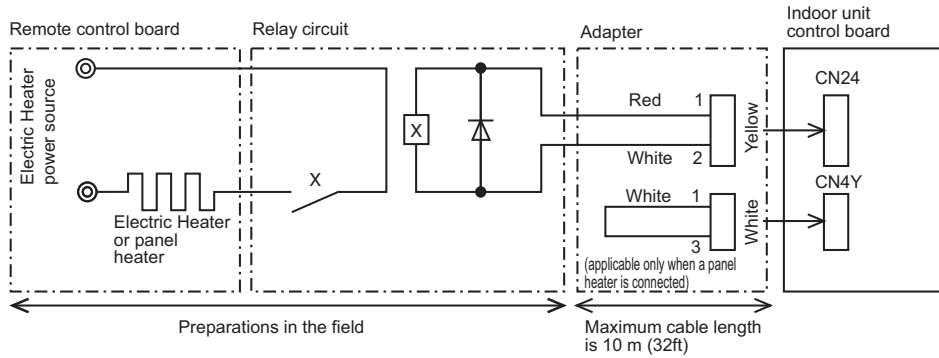 Remote control board
Relay circuit
Adapter
Indoor unit
control board
Electric Heater
power source
X
Electric Heater
or panel
heater
X
Red
1
White
2
Yellow
CN24
White
1
3
White
CN4Y
(applicable only when a panel
heater is connected)
Preparations in the field
Maximum cable length
is 10 m (32ft)